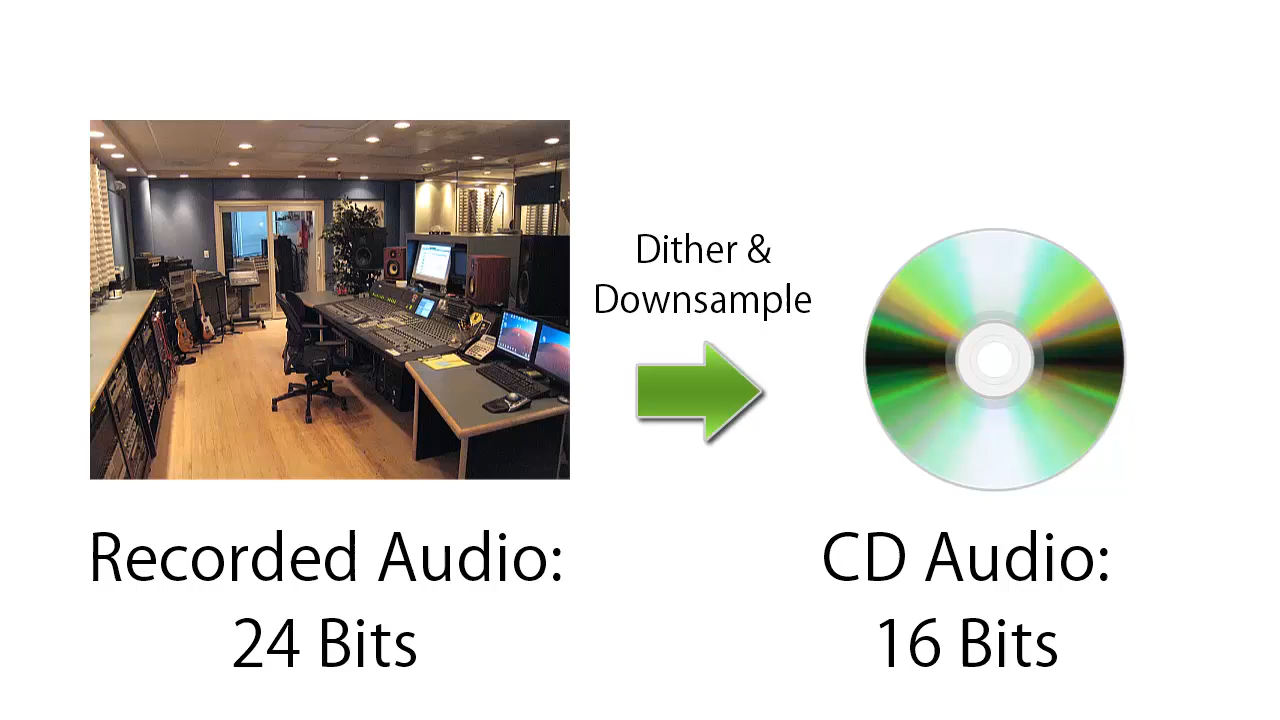 Dither &
Downsample
Recorded Audio:
24 Bits
CD Audio:
16 Bits